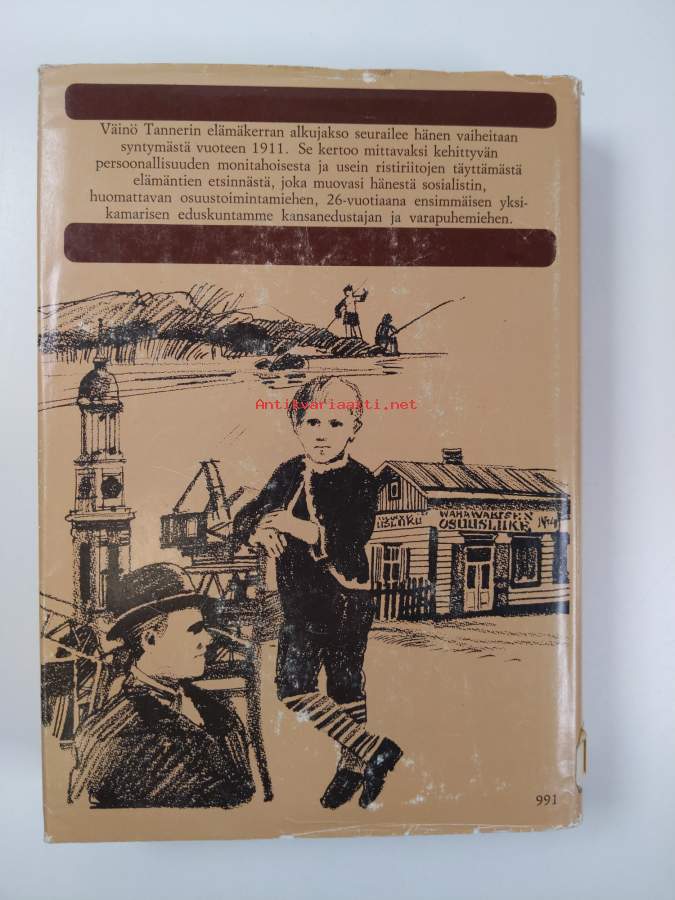 Väinö Tannerin elämäkerran alkujakso seurailee hänen vaiheitaan
syntymästä vuoteen 1911. Se kertoo mittavaksi kehittyvän
persoonallisuuden monitahoisesta ja usein ristiriitojen täyttämästä
elämäntien etsinnästä, joka muovasi hänestä sosialistin,
huomattavan osuustoimintamiehen, 26-vuotiaana ensimmäisen yksi-
kamarisen eduskuntamme kansanedustajan ja varapuhemiehen.
Antikvariaatti.net
OSUUSLIIKE
991